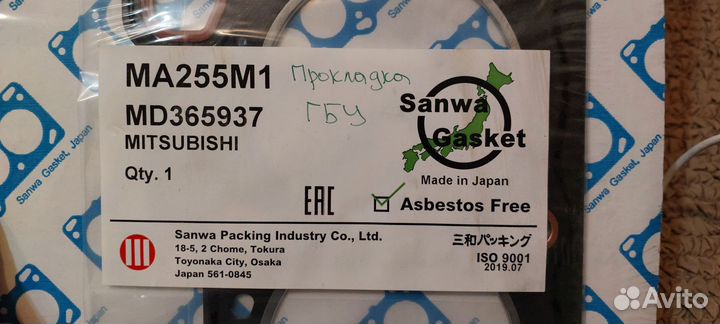 MA255M1
Прокладка
ГБЦ
MD365937
MITSUBISHI
Qty. 1
Sanwa
Gasket
Made in Japan
EAC
Asbestos Free
Sanwa Packing Industry Co., Ltd.
18-5, 2 Chome, Tokura
Toyonaka City, Osaka
Japan 561-0845
三和パッキング
ISO 9001
2019.07
Sanwa Gasket, Japan
Sanwa Gasket, Japan
Avito